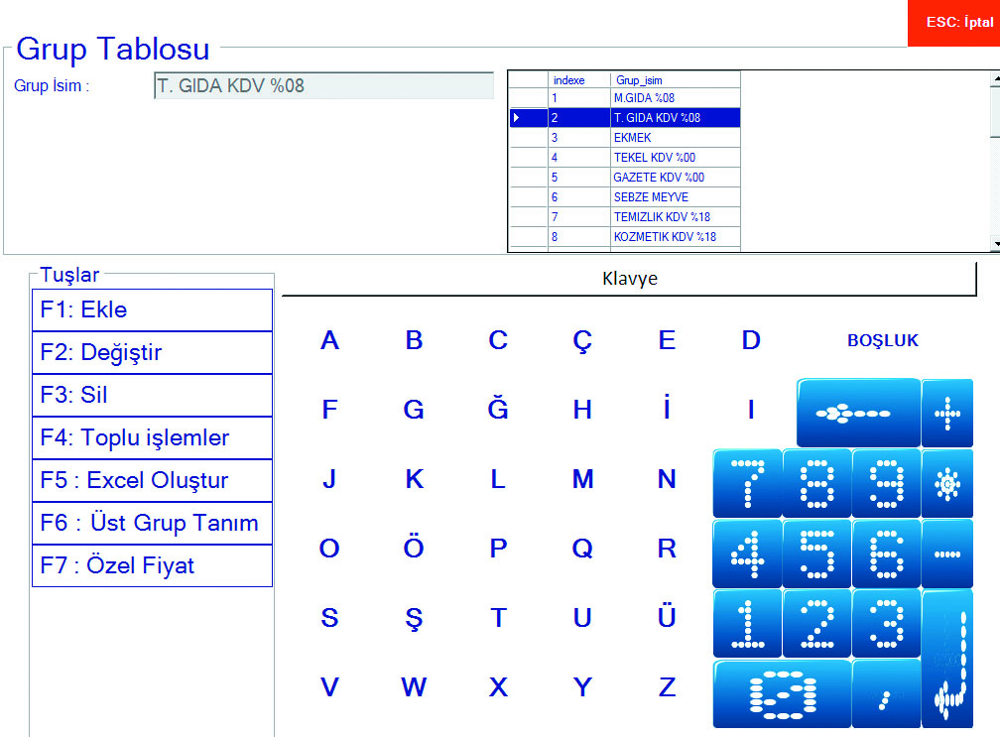 ESC: İptal
Grup Tablosu
Grup İsim :
T. GIDA KDV %08
indexe Grup_isim
1 M.GIDA %08
2 T. GIDA KDV %08
3 EKMEK
4 TEKEL KDV %00
5 GAZETE KDV %00
6 SEBZE MEYVE
7 TEMIZLIK KDV %18
8 KOZMETIK KDV %18
Tuşlar
F1: Ekle
F2: Değiştir
F3: Sil
F4: Toplu işlemler
F5 : Excel Oluştur
F6 : Üst Grup Tanım
F7 : Özel Fiyat
Klavye
A B C Ç E D BOŞLUK
F G Ğ H İ I +
J K L M N 7 8 9 *
O Ö P Q R 4 5 6 -
S Ş T U Ü 1 2 3
V W X Y Z 0 ,